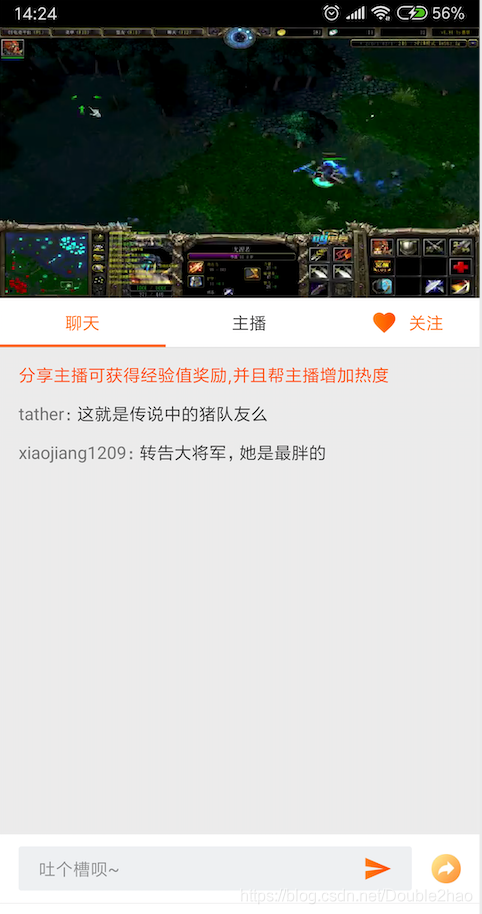 14:24
56%
聊天
主播
关注
分享主播可获得经验值奖励,并且帮主播增加热度
tather: 这就是传说中的猪队友么
xiaojiang1209: 转告大将军，她是最胖的
吐个槽呗~
https://blog.csdn.net/Double2hao